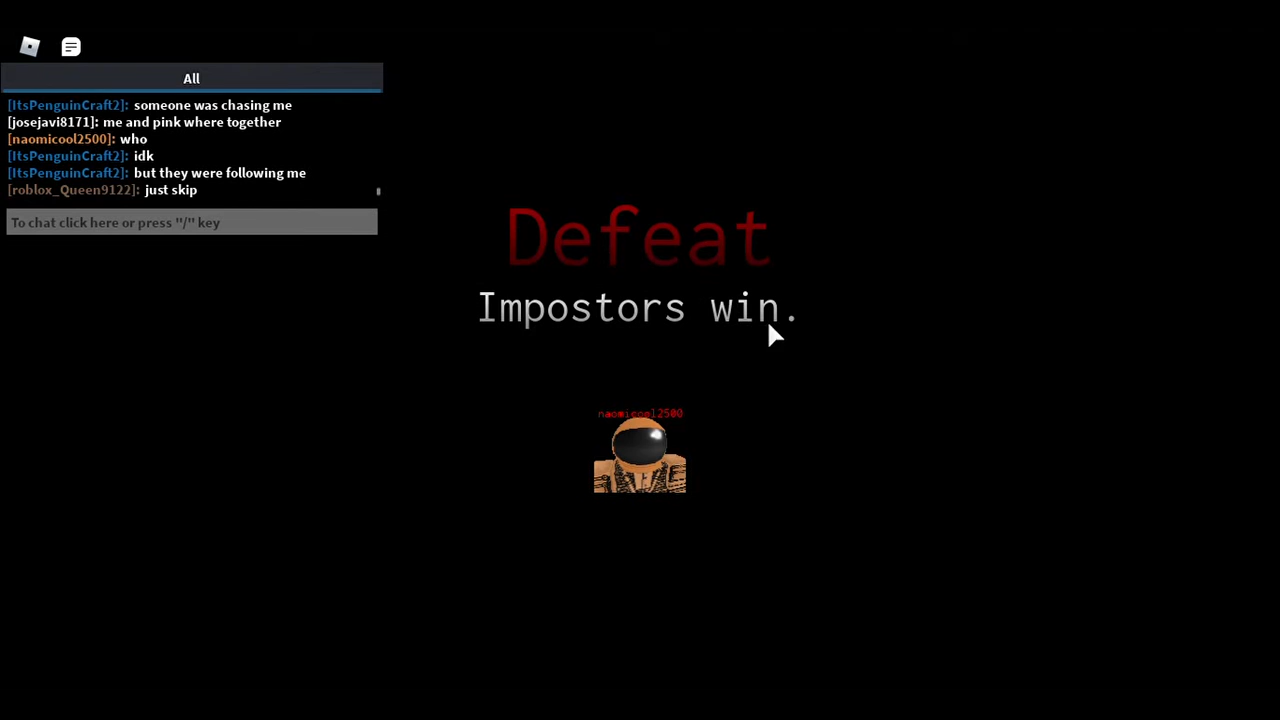 All
[ItsPenguinCraft2]: someone was chasing me
[josejavi8171]: me and pink where together
[naomicool2500]: who
[ItsPenguinCraft2]: idk
[ItsPenguinCraft2]: but they were following me
[roblox_Queen9122]: just skip
To chat click here or press "/" key
Defeat
Impostors win.
naomicool2500